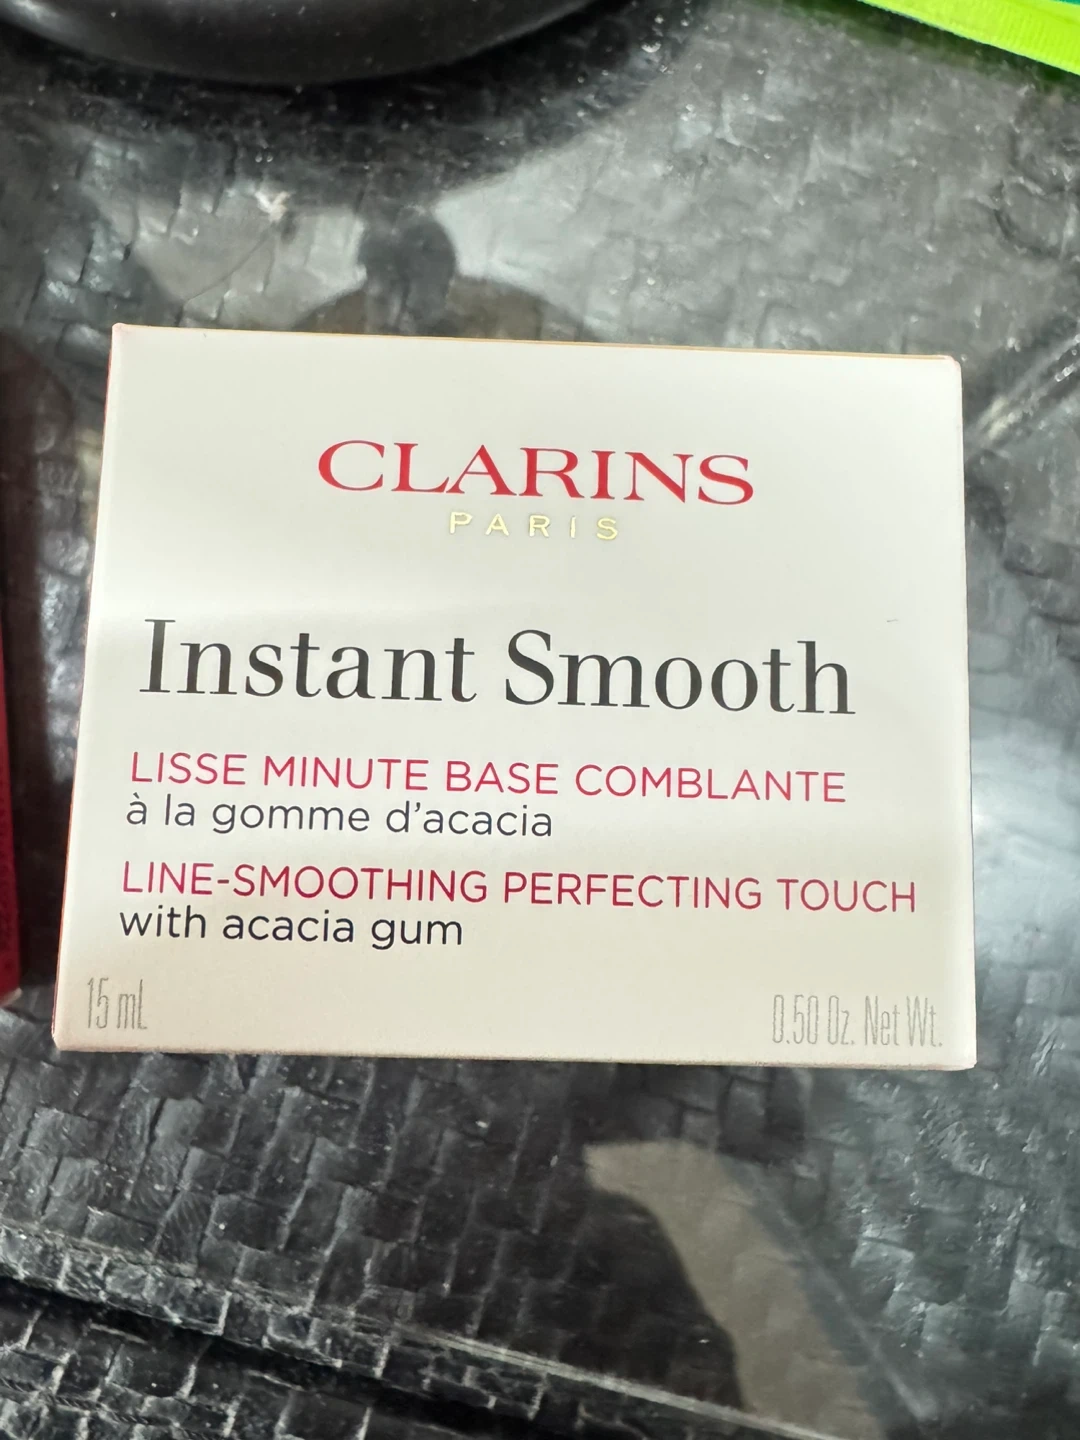 CLARINS
PARIS
Instant Smooth
LISSE MINUTE BASE COMBLANTE
à la gomme d'acacia
LINE-SMOOTHING PERFECTING TOUCH
with acacia gum
15 mL 0.50 Oz. Net Wt.